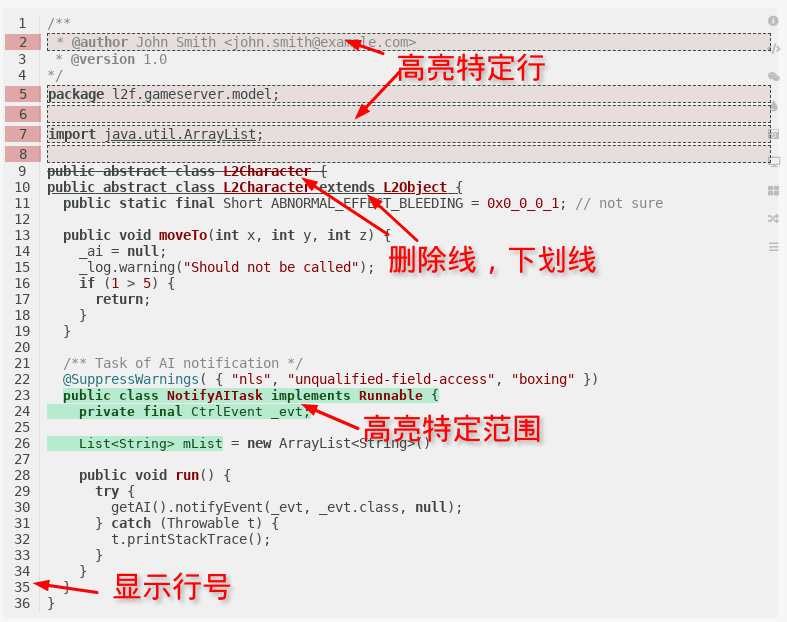 1 /**
2  * @author John Smith <john.smith@example.com>
高亮特定行
3  * @version 1.0
4 */
5 package l2f.gameserver.model;
6
7 import java.util.ArrayList;
8
9 public abstract class L2Character {
10 public abstract class L2Character extends L2Object {
11   public static final Short ABNORMAL_EFFECT_BLEEDING = 0x0_0_0_1; // not sure
12
13   public void moveTo(int x, int y, int z) {
14     _ai = null;
删除线，下划线
15     _log.warning("Should not be called");
16     if (1 > 5) {
17       return;
18     }
19   }
20
21   /** Task of AI notification */
22   @SuppressWarnings( { "nls", "unqualified-field-access", "boxing" })
23   public class NotifyAITask implements Runnable {
24     private final CtrlEvent _evt;
高亮特定范围
25
26     List<String> mList = new ArrayList<String>()
27
28     public void run() {
29       try {
30         getAI().notifyEvent(_evt, _evt.class, null);
31       } catch (Throwable t) {
32         t.printStackTrace();
33       }
34     }
显示行号
35   }
36 }